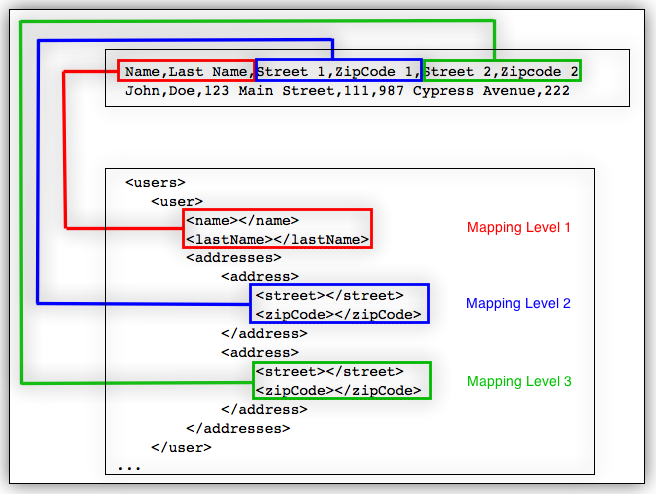 Name,Last Name,Street 1,ZipCode 1,Street 2,Zipcode 2
John,Doe,123 Main Street,111,987 Cypress Avenue,222
<users>
<user>
<name></name>
<lastName></lastName>
Mapping Level 1
<addresses>
<address>
<street></street>
<zipCode></zipCode>
Mapping Level 2
</address>
<address>
<street></street>
<zipCode></zipCode>
Mapping Level 3
</address>
</addresses>
</user>
...